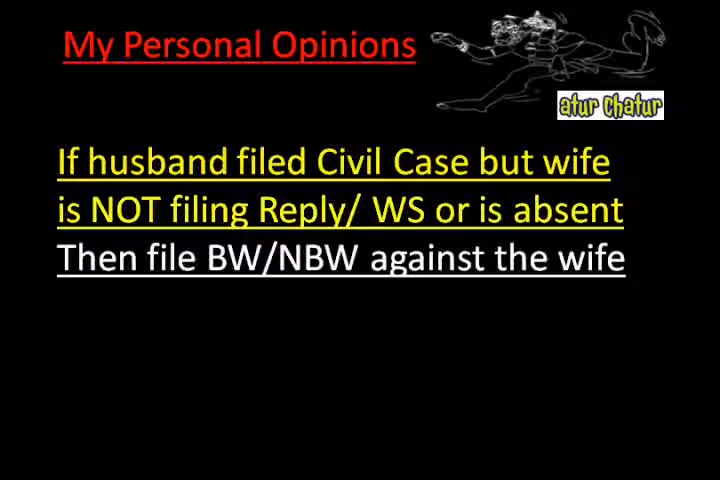 My Personal Opinions
atur chatur
If husband filed Civil Case but wife
is NOT filing Reply/ WS or is absent
Then file BW/NBW against the wife